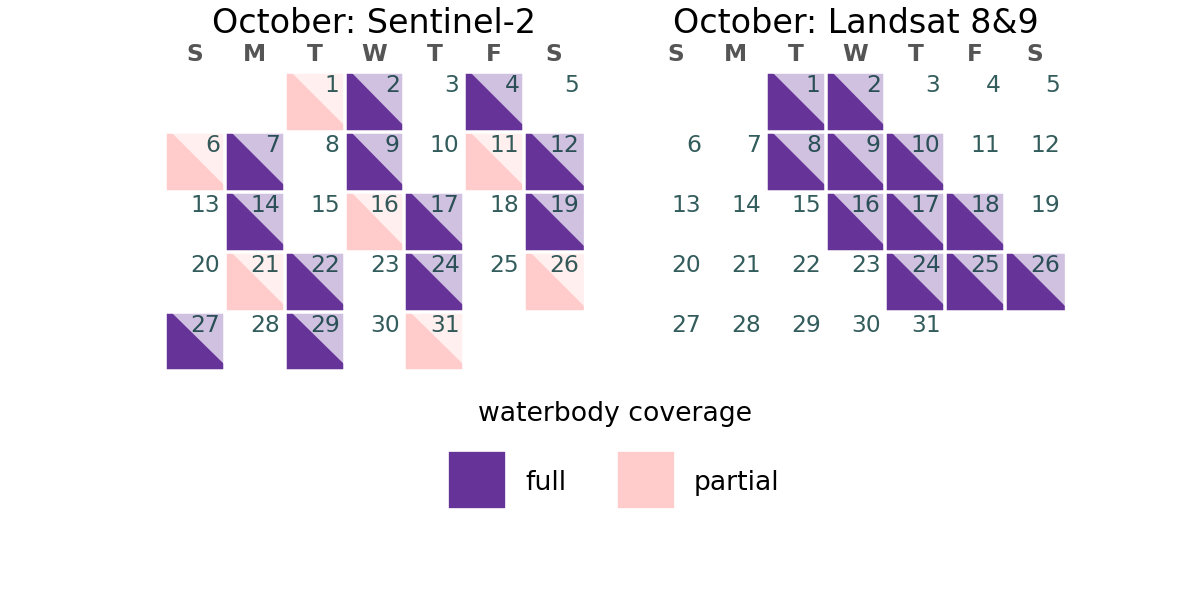 October: Sentinel-2
S M T W T F S
1 2 3 4 5
6 7 8 9 10 11 12
13 14 15 16 17 18 19
20 21 22 23 24 25 26
27 28 29 30 31
October: Landsat 8&9
S M T W T F S
1 2 3 4 5
6 7 8 9 10 11 12
13 14 15 16 17 18 19
20 21 22 23 24 25 26
27 28 29 30 31
waterbody coverage
full partial